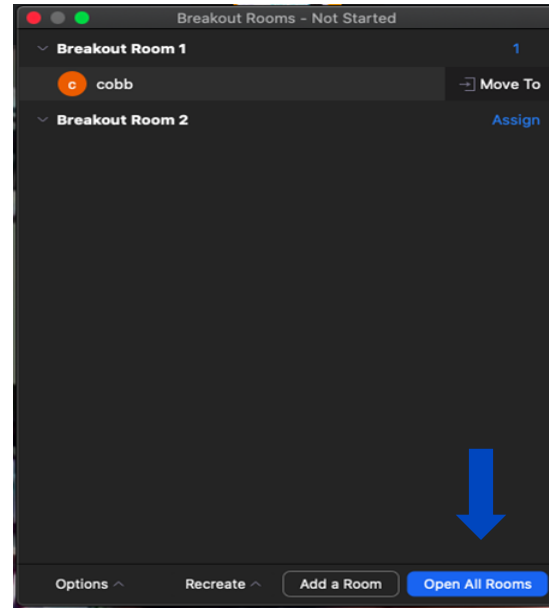 Breakout Rooms - Not Started
Breakout Room 1 1
c cobb Move To
Breakout Room 2 Assign
Options Recreate Add a Room Open All Rooms